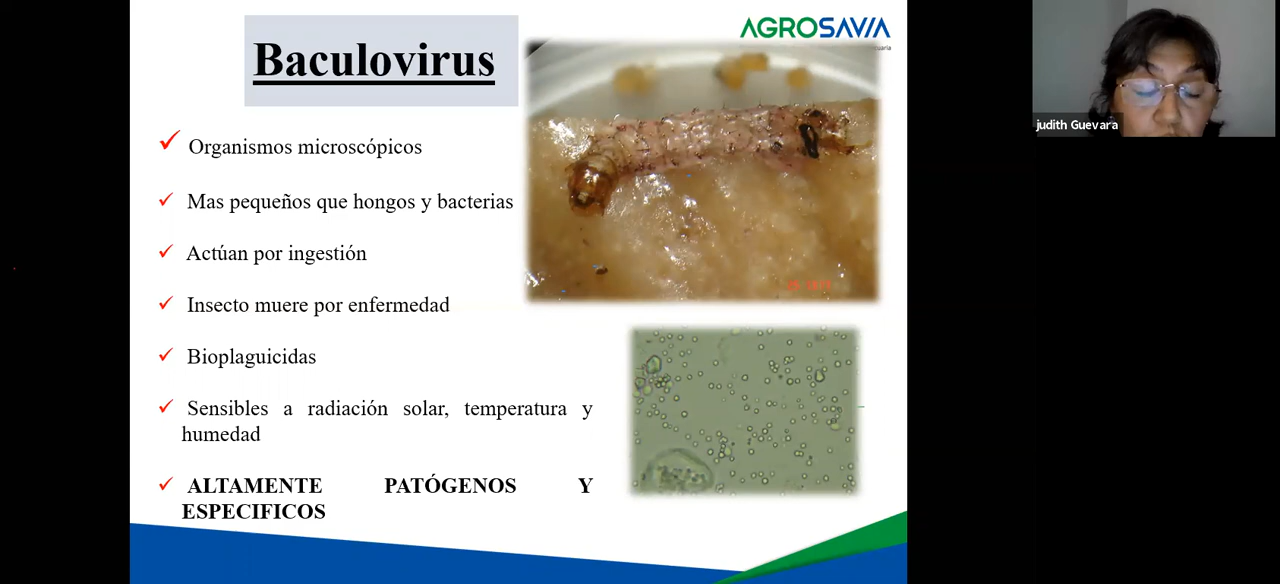 Baculovirus
AGROSAVIA
judith Guevara
Organismos microscópicos
Mas pequeños que hongos y bacterias
Actúan por ingestión
Insecto muere por enfermedad
Bioplaguicidas
Sensibles a radiación solar, temperatura y
humedad
ALTAMENTE PATÓGENOS Y
ESPECIFICOS